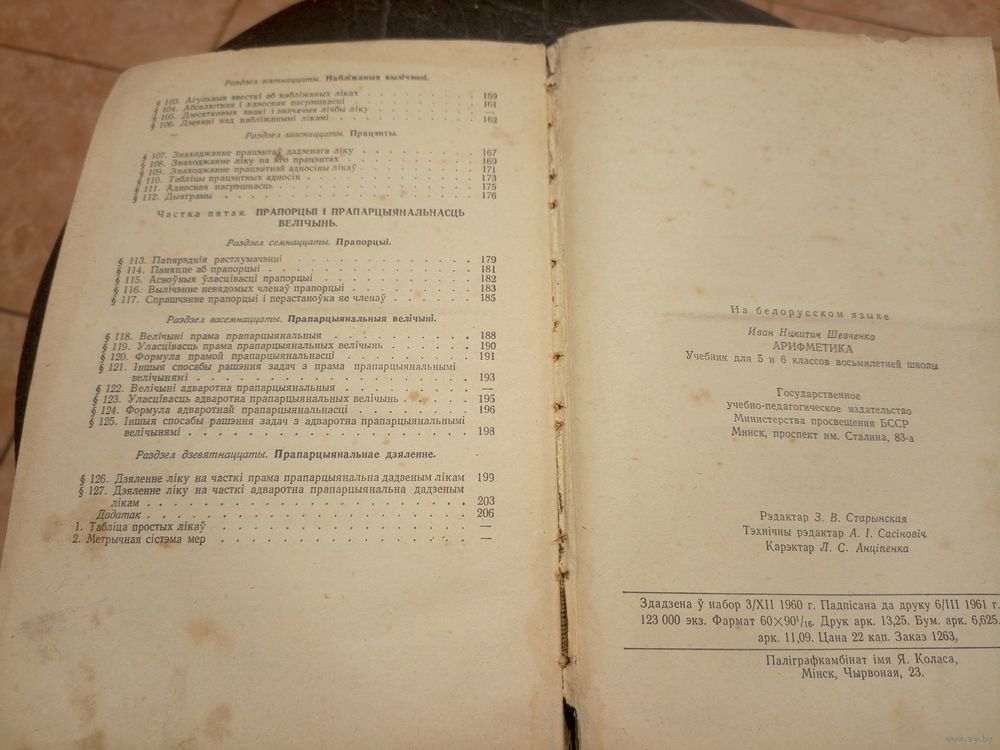 Раздзел пятнаццаты. Набліжаныя вылічэнні.
§ 103. Агульныя звесткі аб набліжаных ліках . . . . 159
§ 104. Абсалютная і адносная пагрэшнасці . . . . 161
§ 105. Дзесятковыя знакі і значачыя лічбы ліку . . . .
§ 106. Дзеянні над набліжанымі лікамі . . . . 162
Раздзел шаснаццаты. Працэнты.
§ 107. Знаходжанне працэнтаў дадзенага ліку . . . . 167
§ 108. Знаходжанне ліку па яго працэнтах . . . . 169
§ 109. Знаходжанне працэнтнай адносіны лікаў . . . . 171
§ 110. Табліцы працэнтных адносін . . . . 173
§ 111. Адносная пагрэшнасць . . . . 175
§ 112. Дыяграмы . . . . 176
Частка пятая. ПРАПОРЦЫІ І ПРАПАРЦЫЯНАЛЬНАСЦЬ
ВЕЛІЧЫНЬ.
Раздзел семнаццаты. Прапорцыі.
§ 113. Папярэднія растлумачэнні . . . . 179
§ 114. Паняцце аб прапорцыі . . . . 181
§ 115. Асноўныя ўласцівасці прапорцыі . . . . 182
§ 116. Вылічэнне невядомых членаў прапорцыі . . . . 183
§ 117. Спрашчэнне прапорцыі і перастаноўка яе членаў . . . . 185
Раздзел васемнаццаты. Прапарцыянальныя велічыні.
§ 118. Велічыні прама прапарцыянальныя . . . . 188
§ 119. Уласцівасць прама прапарцыянальных велічынь . . . . 190
§ 120. Формула прамой прапарцыянальнасці . . . . 191
§ 121. Іншыя спосабы рашэння задач з прама прапарцыянальнымі
велічынямі . . . . 193
§ 122. Велічыні адваротна прапарцыянальныя . . . . —
§ 123. Уласцівасць адваротна прапарцыянальных велічынь . . . . 195
§ 124. Формула адваротнай прапарцыянальнасці . . . . 196
§ 125. Іншыя спосабы рашэння задач з адваротна прапарцыянальнымі
велічынямі . . . . 198
Раздзел дзевятнаццаты. Прапарцыянальнае дзяленне.
§ 126. Дзяленне ліку на часткі прама прапарцыянальна дадзеным лікам 199
§ 127. Дзяленне ліку на часткі адваротна прапарцыянальна дадзеным
лікам . . . . 203
Дадатак . . . . 206
1. Табліца простых лікаў . . . . —
2. Метрычная сістэма мер . . . . —
На белорусском языке
Иван Никитич Шевченко
АРИФМЕТИКА
Учебник для 5 и 6 классов восьмилетней школы
Государственное
учебно-педагогическое издательство
Министерства просвещения БССР
Минск, проспект им. Сталина, 83-а
Рэдактар З. В. Старынская
Тэхнічны рэдактар А. І. Сасіновіч
Карэктар Л. С. Анціпенка
Здадзена ў набор 3/XII 1960 г. Падпісана да друку 6/III 1961 г.
123 000 экз. Фармат 60×90¹/₁₆. Друк арк. 13,25. Бум. арк. 6,625.
арк. 11,09. Цана 22 кап. Заказ 1263,
Паліграфкамбінат імя Я. Коласа,
Мінск, Чырвоная, 23.
www.ay.by